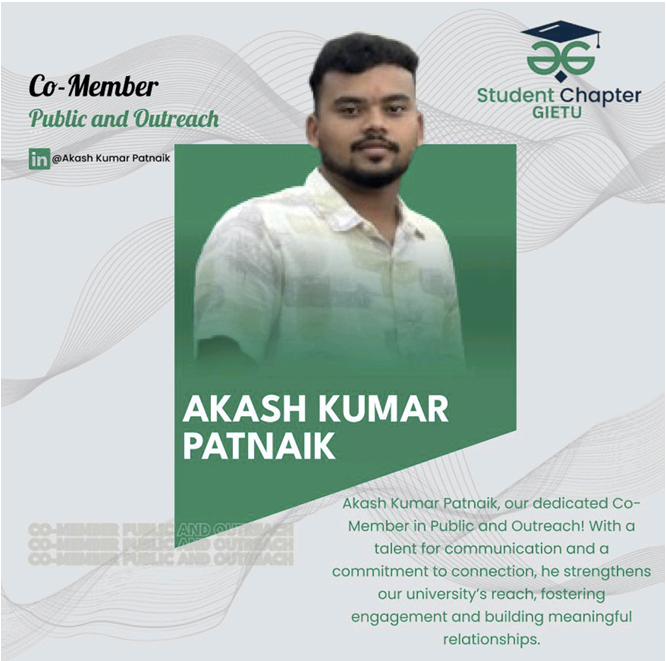 Co-Member
Public and Outreach
in @Akash Kumar Patnaik
Student Chapter
GIETU
AKASH KUMAR
PATNAIK
CO-MEMBER PUBLIC AND OUTREACH
CO-MEMBER PUBLIC AND OUTREACH
CO-MEMBER PUBLIC AND OUTREACH
Akash Kumar Patnaik, our dedicated Co-
Member in Public and Outreach! With a
talent for communication and a
commitment to connection, he strengthens
our university's reach, fostering
engagement and building meaningful
relationships.